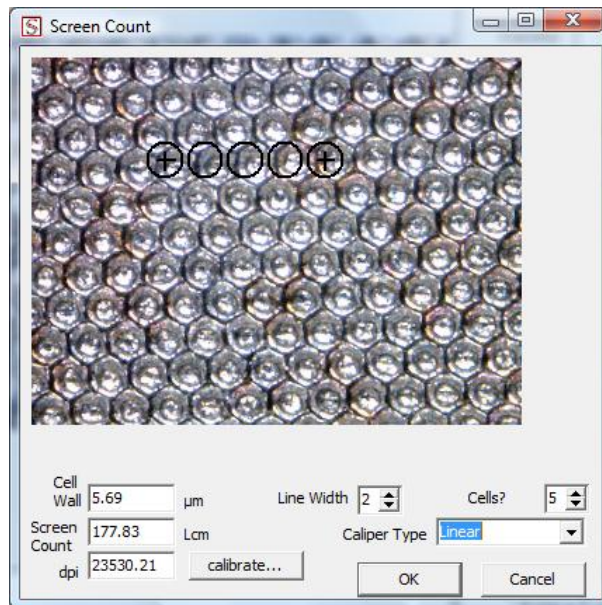 Screen Count
Cell
Wall 5.69 µm
Line Width 2
Cells? 5
Screen
Count 177.83 Lcm
Caliper Type Linear
dpi 23530.21 calibrate...
OK Cancel